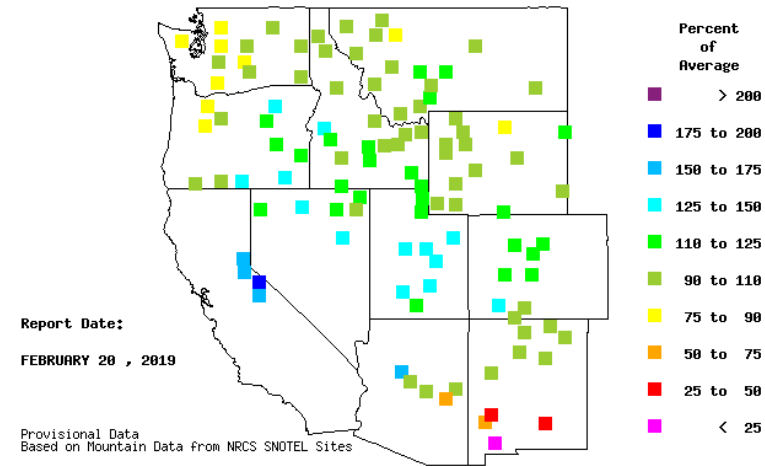 Percent
of
Average
> 200
175 to 200
150 to 175
125 to 150
110 to 125
90 to 110
75 to 90
50 to 75
25 to 50
< 25
Report Date:
FEBRUARY 20 , 2019
Provisional Data
Based on Mountain Data from NRCS SNOTEL Sites